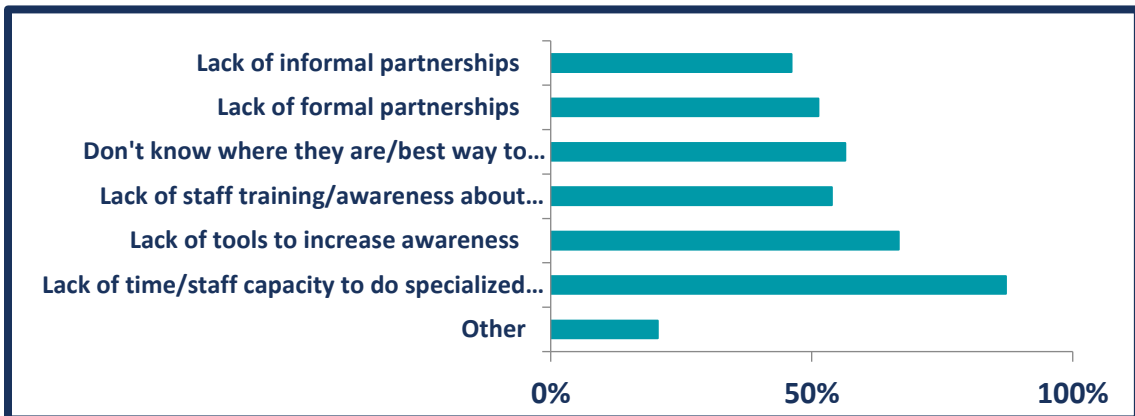 Lack of informal partnerships
Lack of formal partnerships
Don't know where they are/best way to...
Lack of staff training/awareness about...
Lack of tools to increase awareness
Lack of time/staff capacity to do specialized...
Other
0% 50% 100%